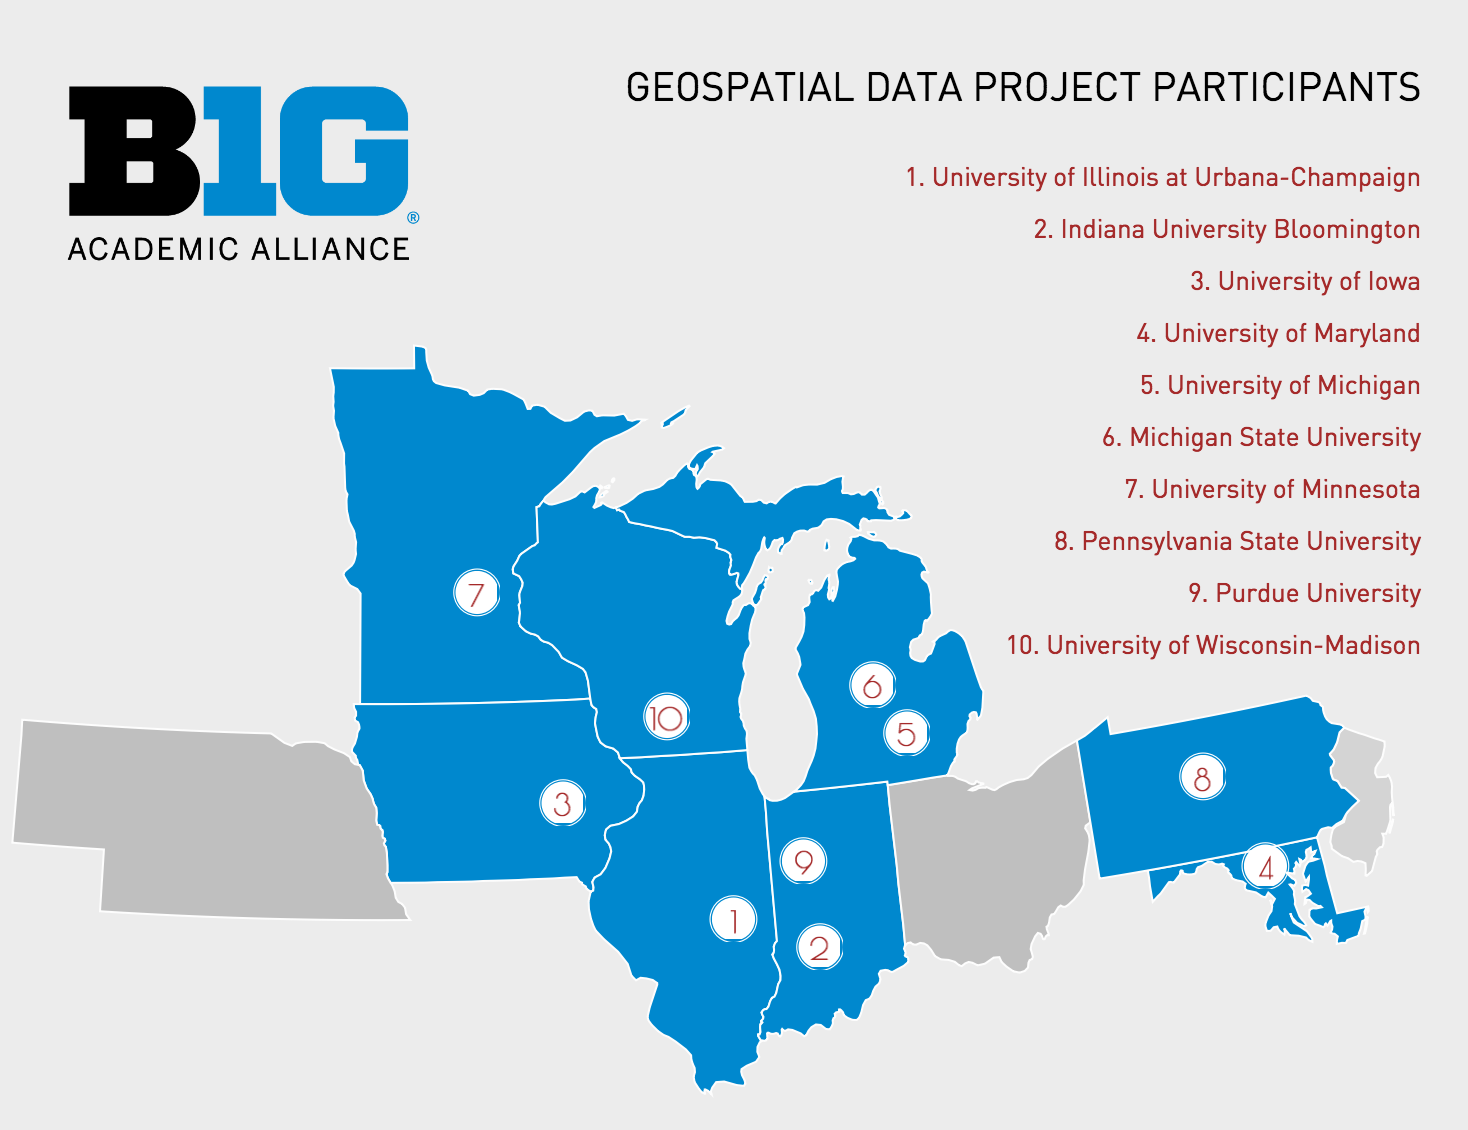 B1G®
ACADEMIC ALLIANCE
GEOSPATIAL DATA PROJECT PARTICIPANTS
1. University of Illinois at Urbana-Champaign
2. Indiana University Bloomington
3. University of Iowa
4. University of Maryland
5. University of Michigan
6. Michigan State University
7. University of Minnesota
8. Pennsylvania State University
9. Purdue University
10. University of Wisconsin-Madison
7
6
10
5
8
3
9
4
1
2